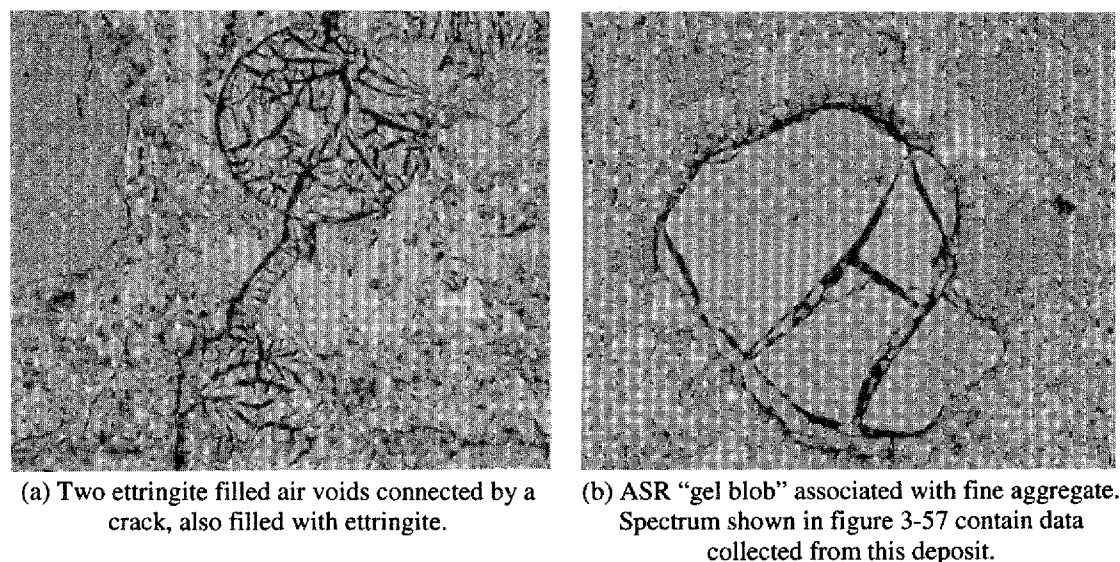 (a) Two ettringite filled air voids connected by a
crack, also filled with ettringite.
(b) ASR “gel blob” associated with fine aggregate.
Spectrum shown in figure 3-57 contain data
collected from this deposit.